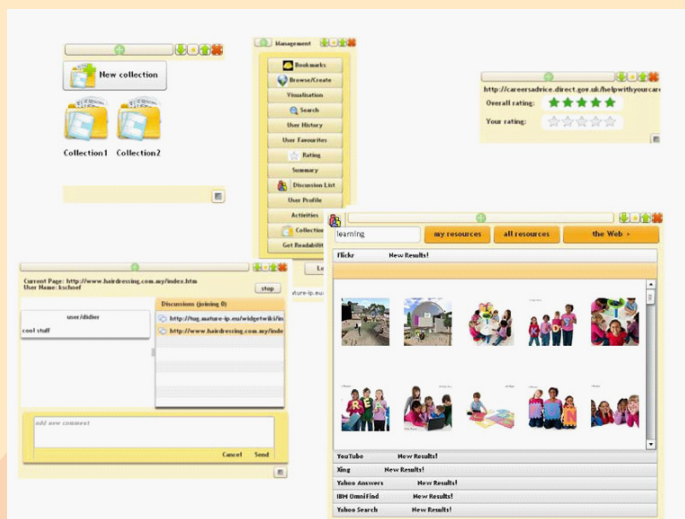 New collection
Collection1 Collection2
Management
Bookmarks
Browse/Create
Visualisation
Search
User History
User Favourites
Rating
Summary
Discussion List
User Profile
Activities
Collection
Get Readability
http://careersadvice.direct.gov.uk/helpwithyourcare
Overall rating:
Your rating:
learning my resources all resources the Web
Flickr New Results!
YouTube New Results!
Xing New Results!
Yahoo Answers New Results!
IBM OmniFind New Results!
Yahoo Search New Results!
Current Page: http://www.hairdressing.com.my/index.htm
User Name: kschoef
stop
user/didier
cool stuff
Discussions (joining 0)
http://tug.mature-ip.eu/widgetwiki/in
http://www.hairdressing.com.my/inde
add new comment
Cancel Send